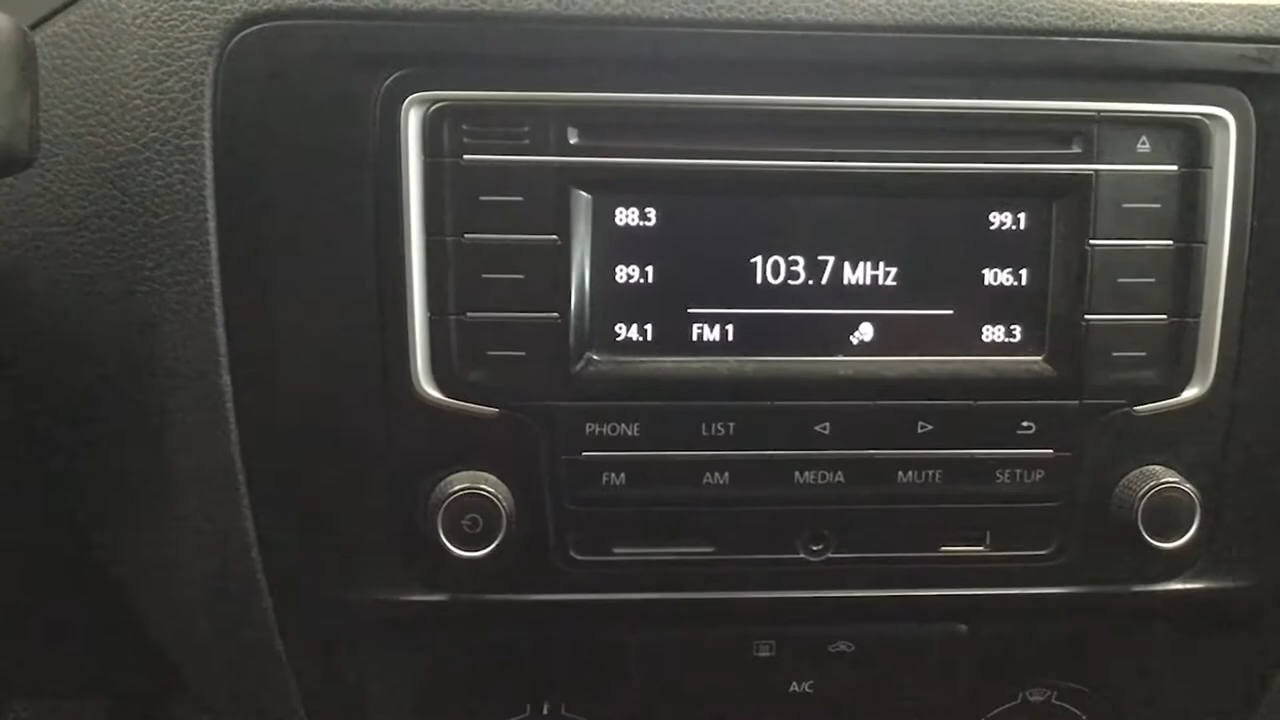 88.3 99.1
89.1 103.7 MHz 106.1
94.1 FM 1 88.3
PHONE LIST
FM AM MEDIA MUTE SETUP
A/C